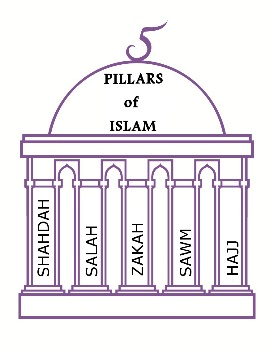 5
PILLARS
of
ISLAM
SHAHDAH
SALAH
ZAKAH
SAWM
HAJJ